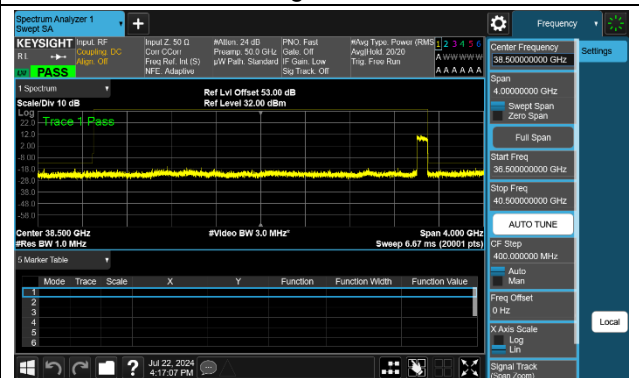 Spectrum Analyzer 1
Swept SA
Frequency
KEYSIGHT
Input: RF
Coupling: DC
Align: Off
Input Z: 50 Ω
Corr CCorr
Freq Ref: Int (S)
NFE: Adaptive
#Atten: 24 dB
Preamp: 50.0 GHz
µW Path: Standard
PNO: Fast
Gate: Off
IF Gain: Low
Sig Track: Off
#Avg Type: Power (RMS)
Avg|Hold: 20/20
Trig: Free Run
1 2 3 4 5 6
A W W W W W
A A A A A A
LW PASS
1 Spectrum
Scale/Div 10 dB
Ref Lvl Offset 53.00 dB
Ref Level 32.00 dBm
Log
Trace 1 Pass
22.0
12.0
2.00
-8.00
-18.0
-28.0
-38.0
-48.0
-58.0
Center 38.500 GHz
#Res BW 1.0 MHz
#Video BW 3.0 MHz*
Span 4.000 GHz
Sweep 6.67 ms (20001 pts)
5 Marker Table
Mode Trace Scale X Y Function Function Width Function Value
1
2
3
4
5
6
Jul 22, 2024
4:17:07 PM
Center Frequency
38.500000000 GHz
Settings
Span
4.00000000 GHz
Swept Span
Zero Span
Full Span
Start Freq
36.500000000 GHz
Stop Freq
40.500000000 GHz
AUTO TUNE
CF Step
400.000000 MHz
Auto
Man
Freq Offset
0 Hz
X Axis Scale
Log
Lin
Local
Signal Track
(Span Zoom)